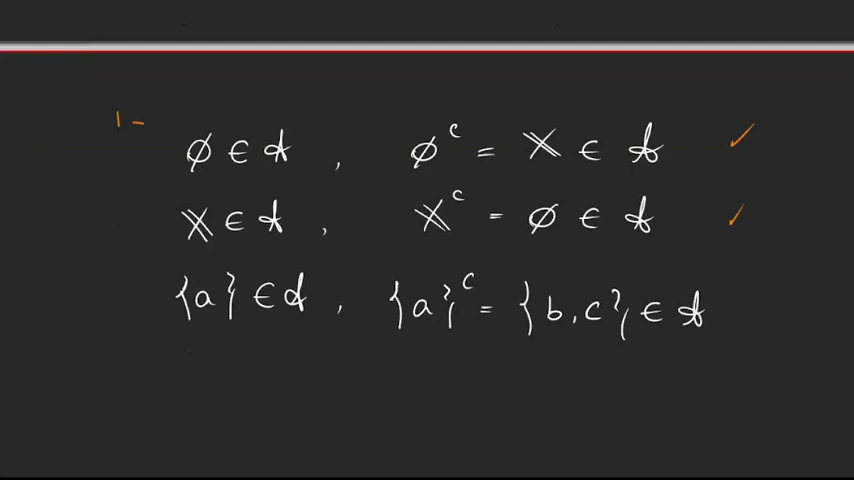 1-
∅ ∈ 𝒜 , ∅ᶜ = 𝕏 ∈ 𝒜 ✓
𝕏 ∈ 𝒜 , 𝕏ᶜ = ∅ ∈ 𝒜 ✓
{a} ∈ 𝒜 , {a}ᶜ = {b,c} ∈ 𝒜